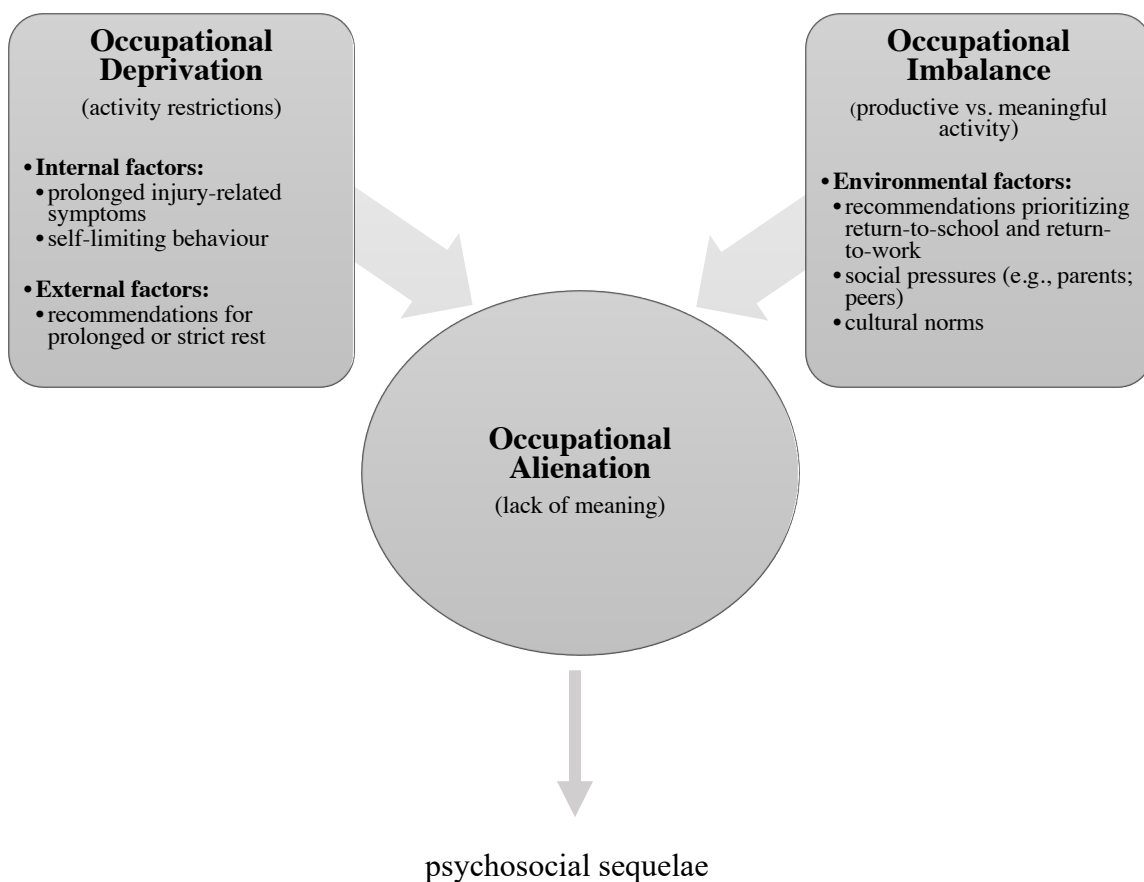 Occupational
Deprivation
(activity restrictions)
• Internal factors:
• prolonged injury-related
symptoms
• self-limiting behaviour
• External factors:
• recommendations for
prolonged or strict rest
Occupational
Imbalance
(productive vs. meaningful
activity)
• Environmental factors:
• recommendations prioritizing
return-to-school and return-
to-work
• social pressures (e.g., parents;
peers)
• cultural norms
Occupational
Alienation
(lack of meaning)
psychosocial sequelae